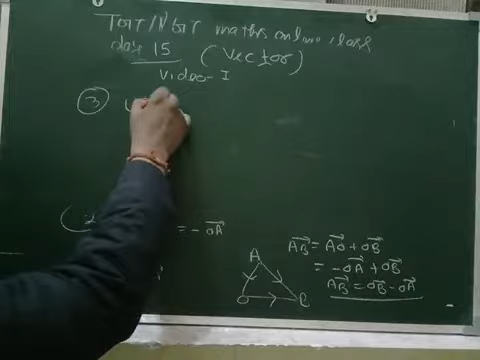 maths online class
day 15 (Vector)
video-I
3
= -OA
A
O B
AB = AO + OB
= -OA + OB
AB = OB - OA